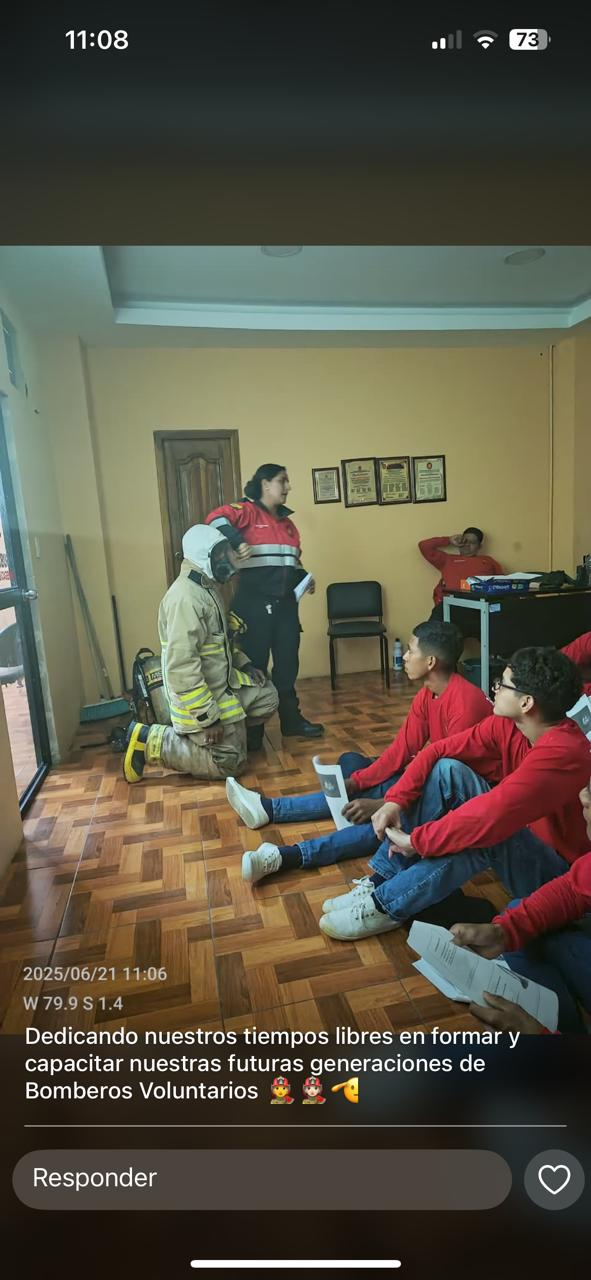 11:08
73
2025/06/21 11:06
W 79.9 S 1.4
Dedicando nuestros tiempos libres en formar y
capacitar nuestras futuras generaciones de
Bomberos Voluntarios 👩‍🚒👩🏻‍🚒🫡
Responder